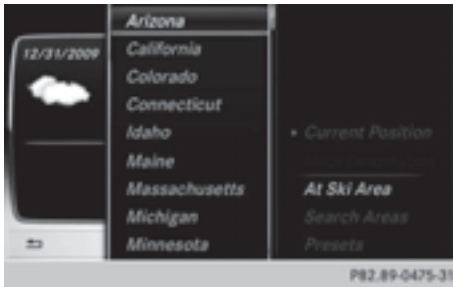 12/31/2009
Arizona
California
Colorado
Connecticut
Idaho
Maine
Massachusetts
Michigan
Minnesota
• Current Position
At Ski Area
Search Areas
Presets
P82.89-0475-31